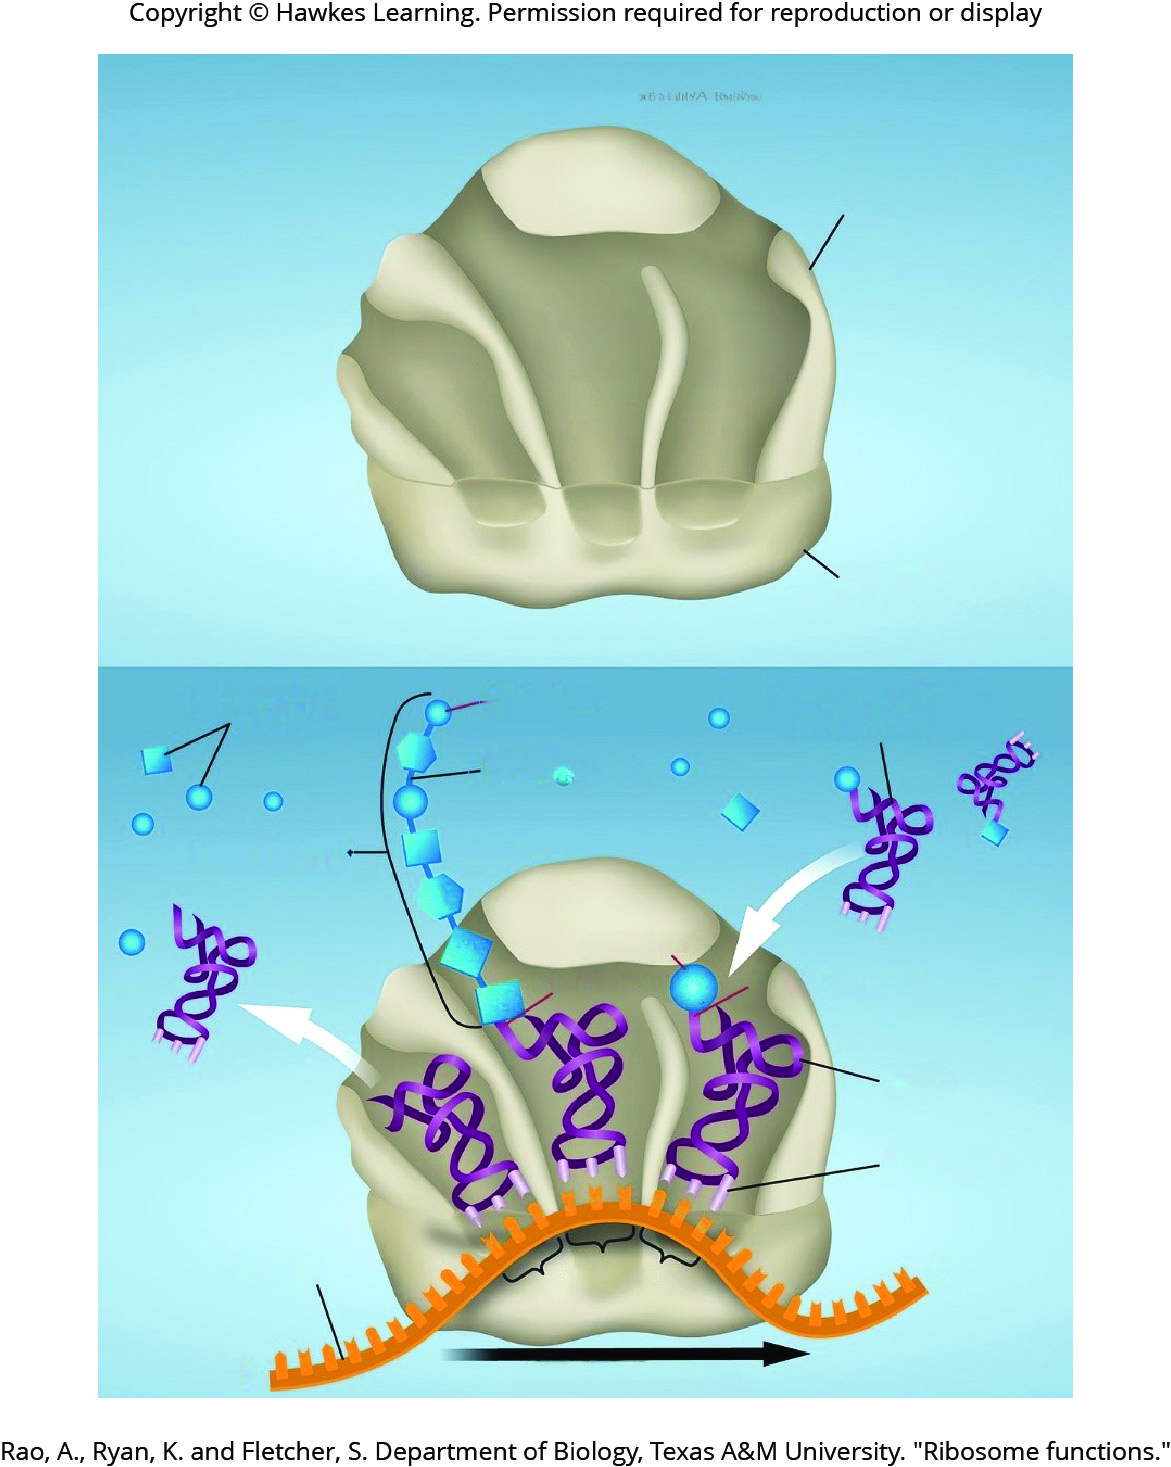 Copyright © Hawkes Learning. Permission required for reproduction or display
Rao, A., Ryan, K. and Fletcher, S. Department of Biology, Texas A&M University. "Ribosome functions."